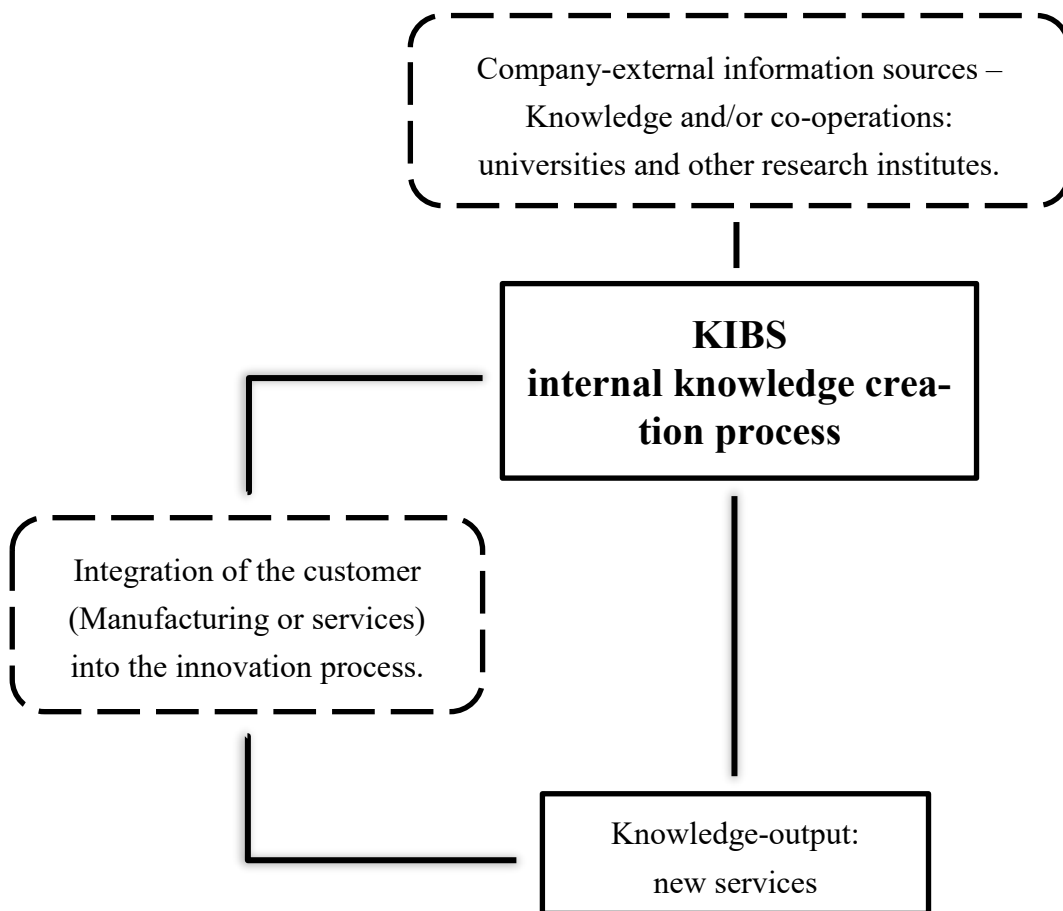 Company-external information sources –
Knowledge and/or co-operations:
universities and other research institutes.
KIBS
internal knowledge crea-
tion process
Integration of the customer
(Manufacturing or services)
into the innovation process.
Knowledge-output:
new services